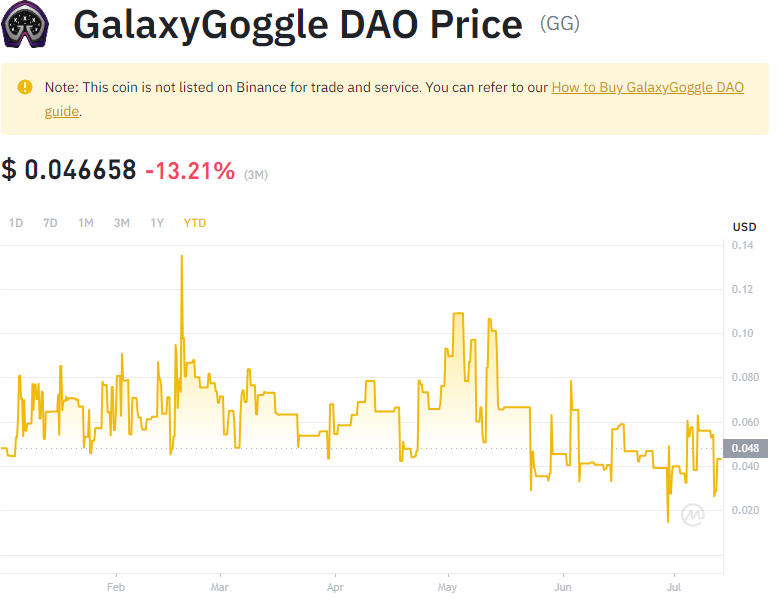 GalaxyGoggle DAO Price (GG)
Note: This coin is not listed on Binance for trade and service. You can refer to our How to Buy GalaxyGoggle DAO
guide.
$ 0.046658 -13.21% (3M)
1D 7D 1M 3M 1Y YTD
USD
0.14
0.12
0.10
0.080
0.060
0.048
0.040
0.020
Feb Mar Apr May Jun Jul